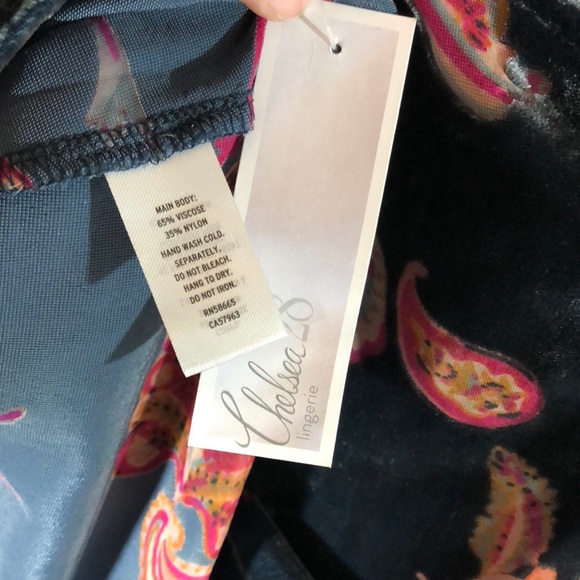 MAIN BODY:
65% VISCOSE
35% NYLON
HAND WASH COLD.
SEPARATELY.
DO NOT BLEACH.
HANG TO DRY.
DO NOT IRON.
RN58665
CA57963
Chelsea28
lingerie